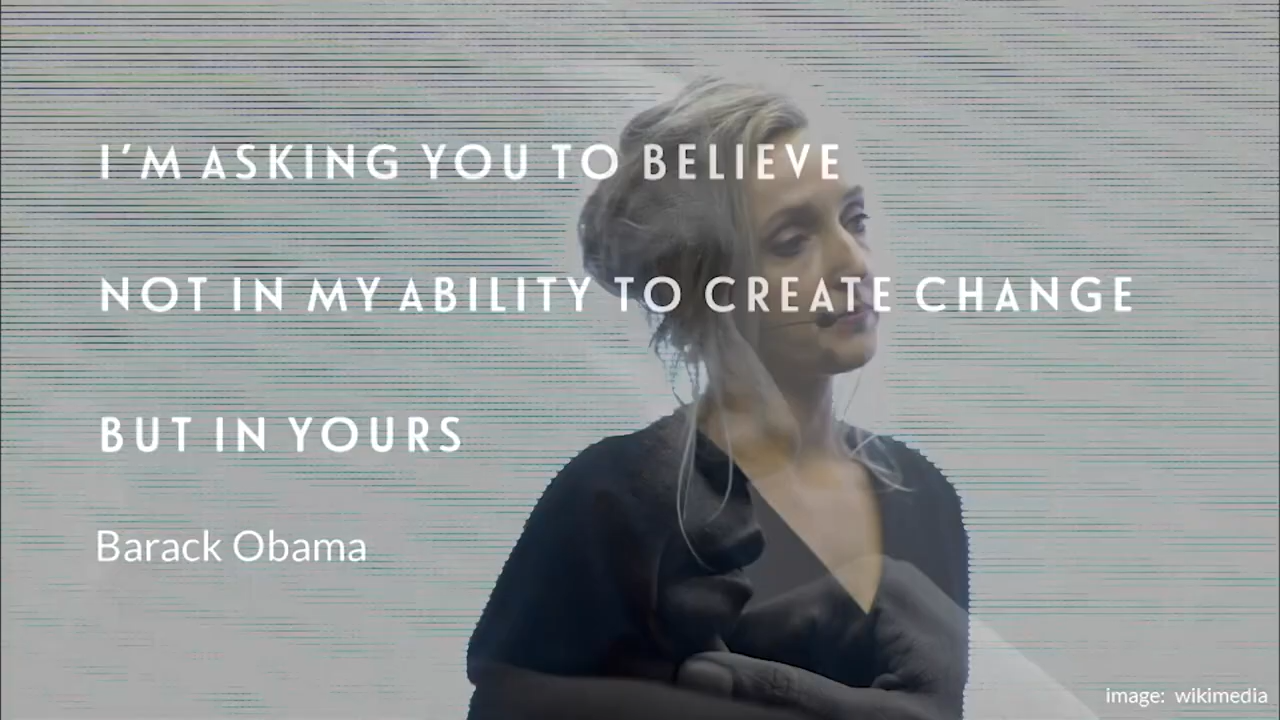 I'M ASKING YOU TO BELIEVE
NOT IN MY ABILITY TO CREATE CHANGE
BUT IN YOURS
Barack Obama
image: wikimedia